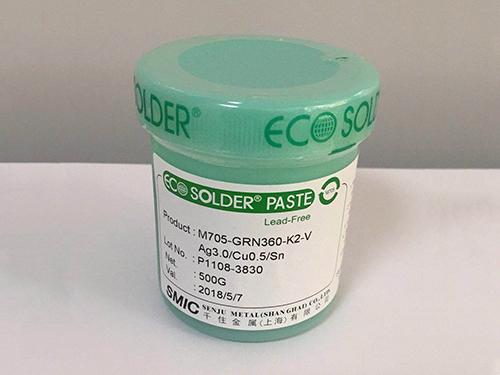 SOLDER®
ECO SOL
ECO SOLDER® PASTE
Lead-Free
Product : M705-GRN360-K2-V
Ag3.0/Cu0.5/Sn
Lot No. : P1108-3830
Net. : 500G
Val. : 2018/5/7
SMIC SENJU METAL(SHANGHAI) CO.,LTD
千住金属(上海)有限公司